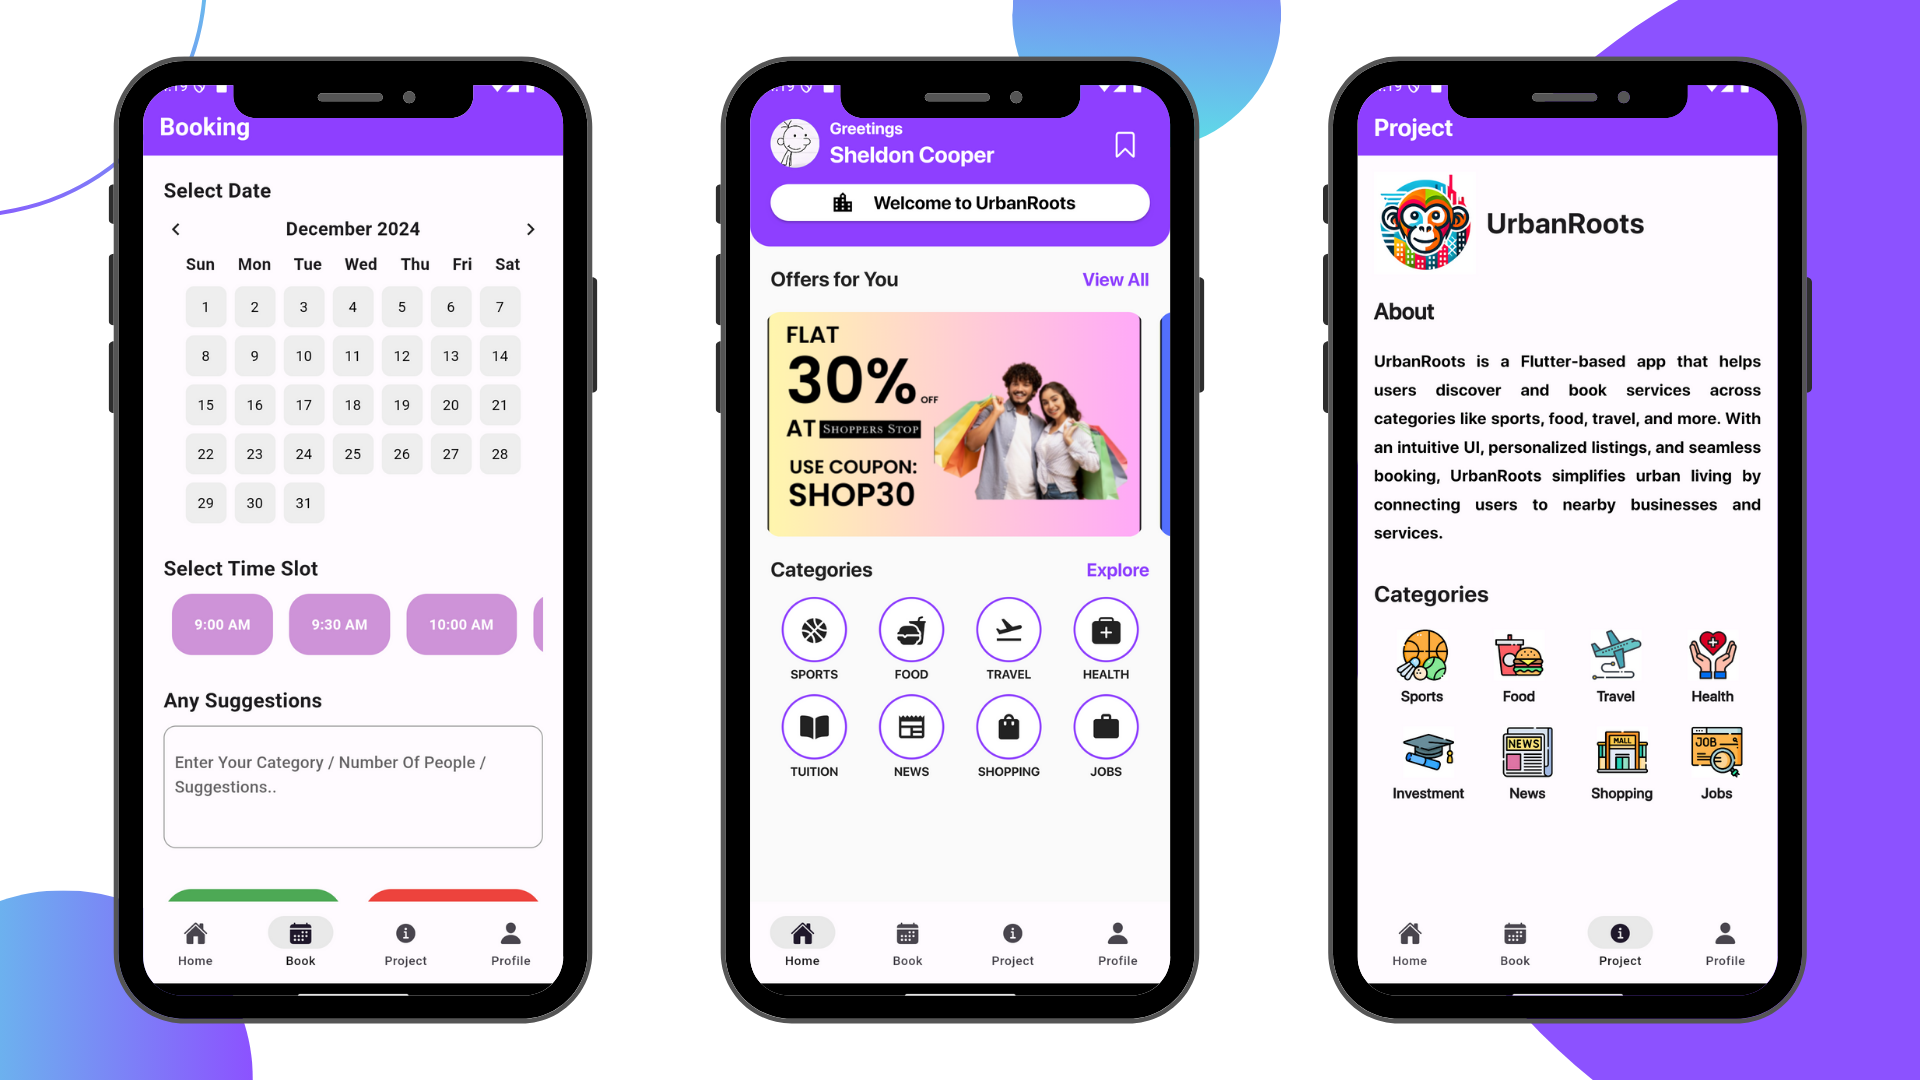 Booking
Select Date
December 2024
Sun Mon Tue Wed Thu Fri Sat
1 2 3 4 5 6 7
8 9 10 11 12 13 14
15 16 17 18 19 20 21
22 23 24 25 26 27 28
29 30 31
Select Time Slot
9:00 AM 9:30 AM 10:00 AM
Any Suggestions
Enter Your Category / Number Of People /
Suggestions..
Home Book Project Profile
Greetings
Sheldon Cooper
Welcome to UrbanRoots
Offers for You View All
FLAT
30% OFF
AT SHOPPERS STOP
USE COUPON:
SHOP30
Categories Explore
SPORTS FOOD TRAVEL HEALTH
TUITION NEWS SHOPPING JOBS
Home Book Project Profile
Project
UrbanRoots
About
UrbanRoots is a Flutter-based app that helps
users discover and book services across
categories like sports, food, travel, and more. With
an intuitive UI, personalized listings, and seamless
booking, UrbanRoots simplifies urban living by
connecting users to nearby businesses and
services.
Categories
Sports Food Travel Health
NEWS MALL JOB
Investment News Shopping Jobs
Home Book Project Profile